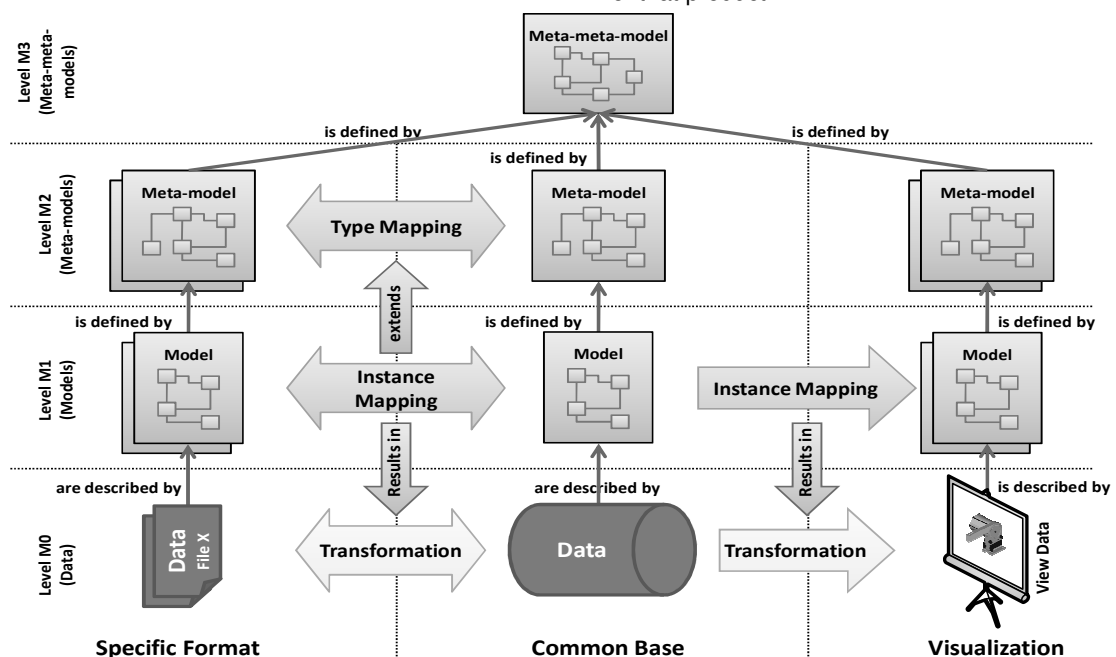 Level M3
(Meta-meta-
models)
Meta-meta-model
is defined by
is defined by
is defined by
Level M2
(Meta-models)
Meta-model
Type Mapping
Meta-model
Meta-model
extends
is defined by
is defined by
is defined by
Level M1
(Models)
Model
Instance
Mapping
Model
Instance Mapping
Model
Results in
Results in
are described by
are described by
is described by
Level M0
(Data)
Data
File X
Transformation
Data
Transformation
View Data
Specific Format
Common Base
Visualization